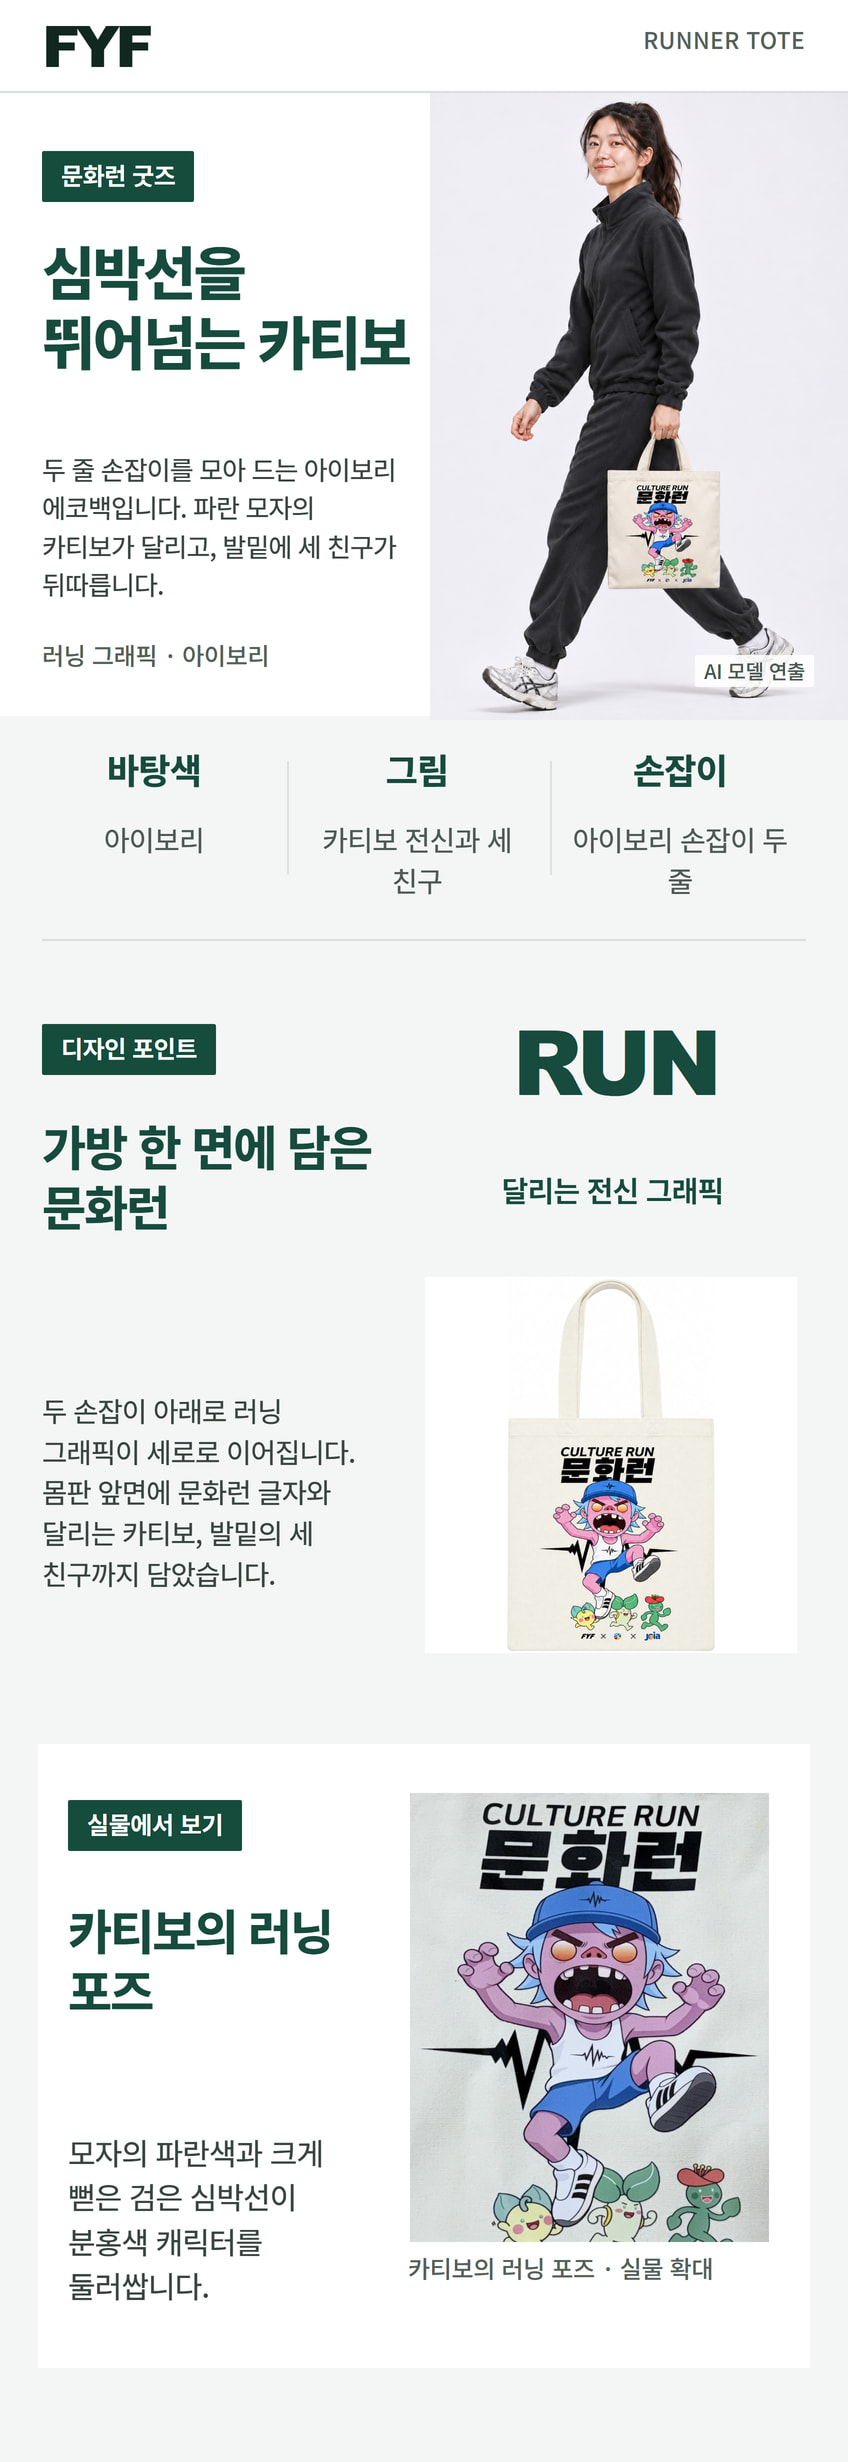 FYF
RUNNER TOTE
문화런 굿즈
심박선을
뛰어넘는 카티보
두 줄 손잡이를 모아 드는 아이보리
에코백입니다. 파란 모자의
카티보가 달리고, 발밑에 세 친구가
뒤따릅니다.
러닝 그래픽 · 아이보리
CULTURE RUN
문화런
FYF × × joia
AI 모델 연출
바탕색
아이보리
그림
카티보 전신과 세
친구
손잡이
아이보리 손잡이 두
줄
디자인 포인트
가방 한 면에 담은
문화런
두 손잡이 아래로 러닝
그래픽이 세로로 이어집니다.
몸판 앞면에 문화런 글자와
달리는 카티보, 발밑의 세
친구까지 담았습니다.
RUN
달리는 전신 그래픽
CULTURE RUN
문화런
FYF × × joia
실물에서 보기
카티보의 러닝
포즈
모자의 파란색과 크게
뻗은 검은 심박선이
분홍색 캐릭터를
둘러쌉니다.
CULTURE RUN
문화런
카티보의 러닝 포즈 · 실물 확대